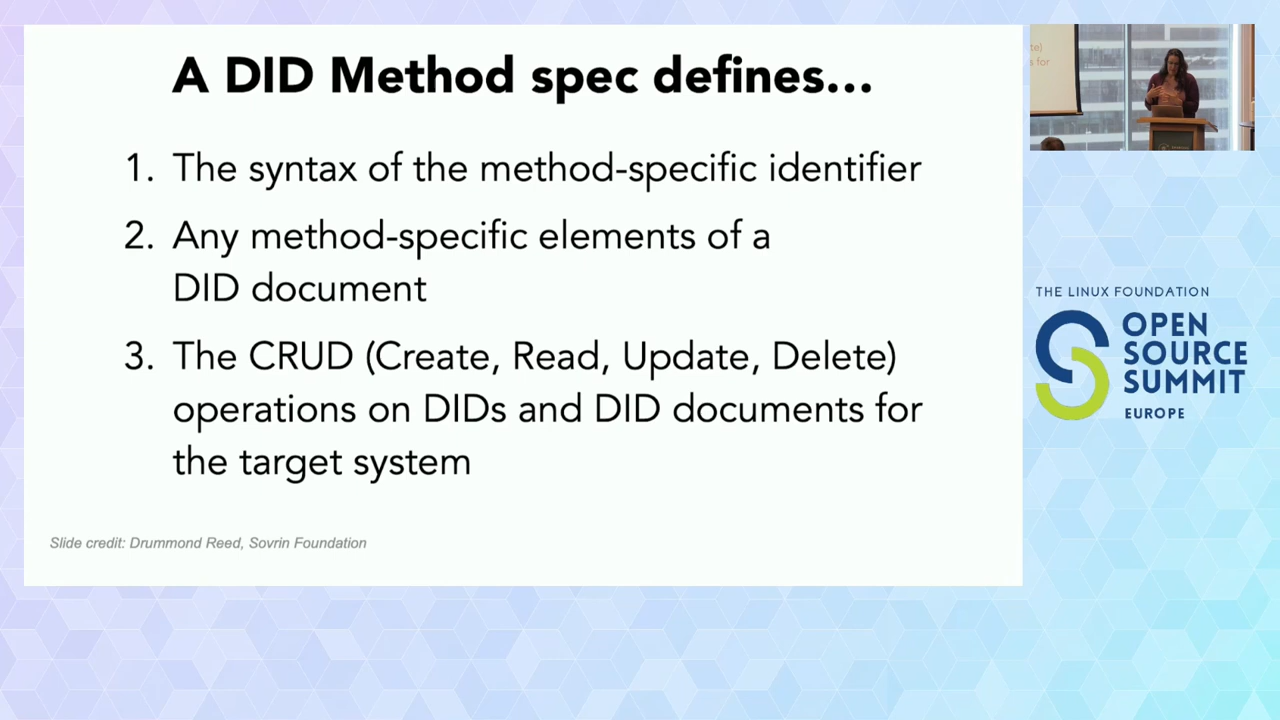 A DID Method spec defines...
1. The syntax of the method-specific identifier
2. Any method-specific elements of a
DID document
3. The CRUD (Create, Read, Update, Delete)
operations on DIDs and DID documents for
the target system
Slide credit: Drummond Reed, Sovrin Foundation
te)
s for
THE LINUX FOUNDATION
OPEN
SOURCE
SUMMIT
EUROPE